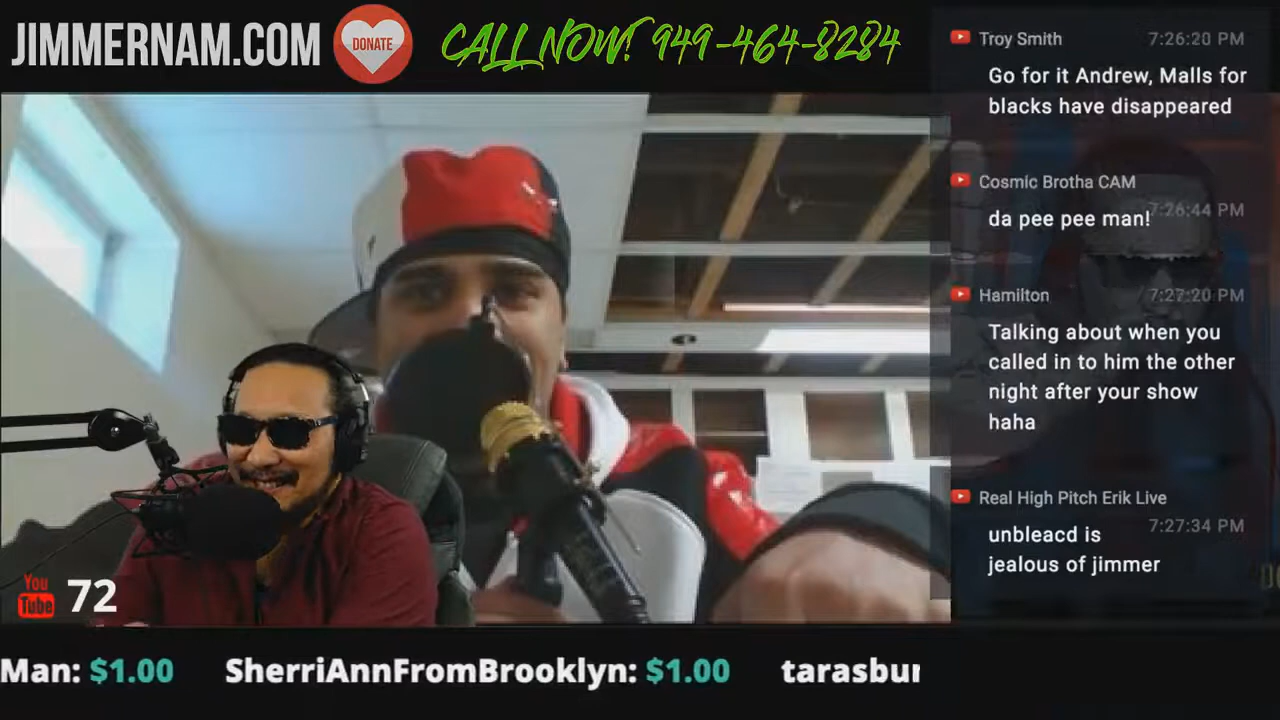 JIMMERNAM.COM
DONATE
CALL NOW! 949-464-8284
Troy Smith
7:26:20 PM
Go for it Andrew, Malls for
blacks have disappeared
Cosmic Brotha CAM
7:26:44 PM
da pee pee man!
Hamilton
7:27:20 PM
Talking about when you
called in to him the other
night after your show
haha
Real High Pitch Erik Live
7:27:34 PM
unbleacd is
jealous of jimmer
You
Tube
72
Man: $1.00
SherriAnnFromBrooklyn: $1.00
tarasbur